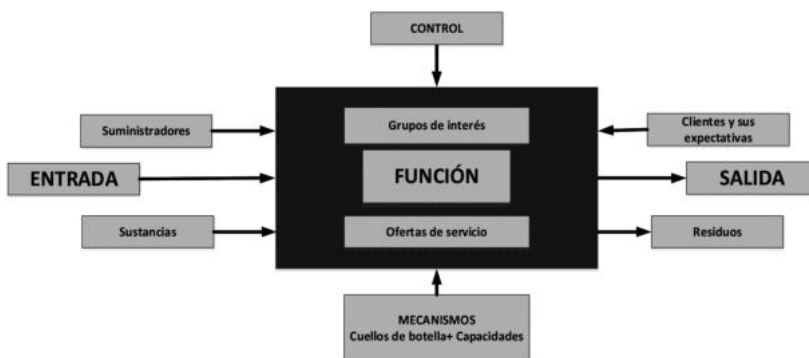 CONTROL
Suministradores
Grupos de interés
Clientes y sus
expectativas
ENTRADA
FUNCIÓN
SALIDA
Sustancias
Ofertas de servicio
Residuos
MECANISMOS
Cuellos de botella+ Capacidades